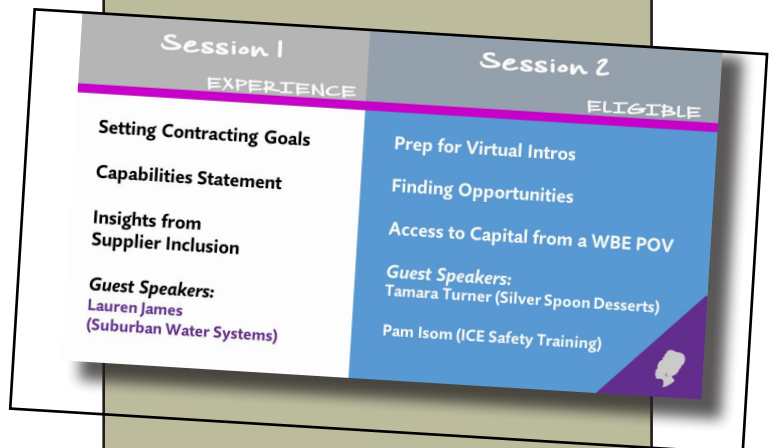 Session 1
EXPERIENCE
Setting Contracting Goals
Capabilities Statement
Insights from
Supplier Inclusion
Guest Speakers:
Lauren James
(Suburban Water Systems)
Session 2
ELIGIBLE
Prep for Virtual Intros
Finding Opportunities
Access to Capital from a WBE POV
Guest Speakers:
Tamara Turner (Silver Spoon Desserts)
Pam Isom (ICE Safety Training)